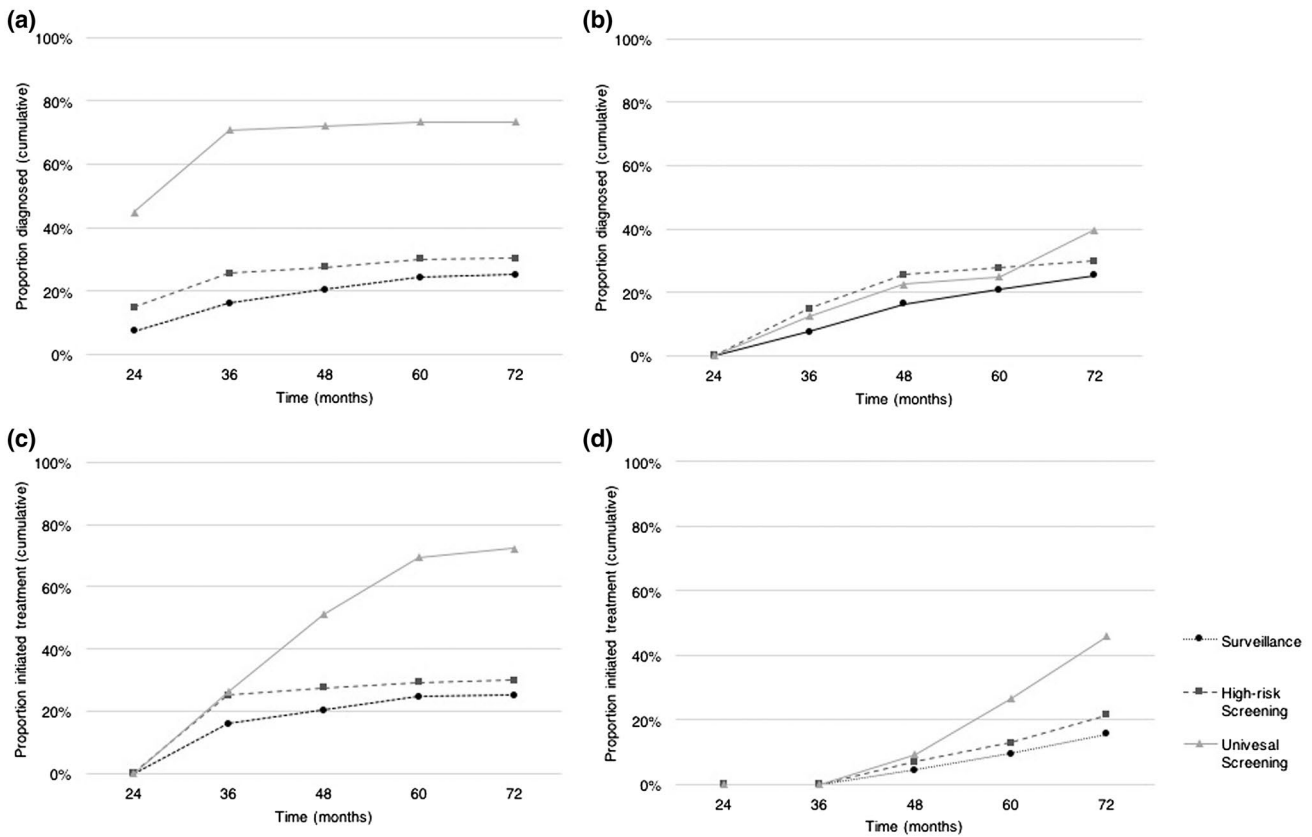 (a)
100%
80%
60%
40%
20%
0%
Proportion diagnosed (cumulative)
24 36 48 60 72
Time (months)
(b)
100%
80%
60%
40%
20%
0%
Proportion diagnosed (cumulative)
24 36 48 60 72
Time (months)
(c)
100%
80%
60%
40%
20%
0%
Proportion initiated treatment (cumulative)
24 36 48 60 72
Time (months)
(d)
100%
80%
60%
40%
20%
0%
Proportion initiated treatment (cumulative)
24 36 48 60 72
Time (months)
Surveillance
High-risk
Screening
Univesal
Screening